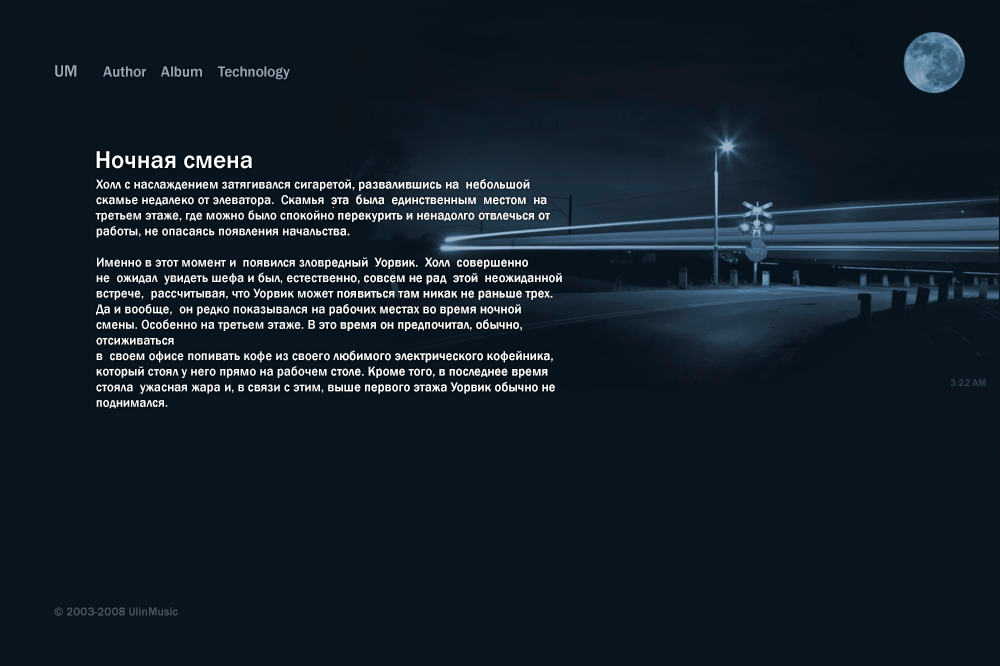 UM Author Album Technology
Ночная смена
Холл с наслаждением затягивался сигаретой, развалившись на небольшой
скамье недалеко от элеватора. Скамья эта была единственным местом на
третьем этаже, где можно было спокойно перекурить и ненадолго отвлечься от
работы, не опасаясь появления начальства.
Именно в этот момент и появился зловредный Уорвик. Холл совершенно
не ожидал увидеть шефа и был, естественно, совсем не рад этой неожиданной
встрече, рассчитывая, что Уорвик может появиться там никак не раньше трех.
Да и вообще, он редко показывался на рабочих местах во время ночной
смены. Особенно на третьем этаже. В это время он предпочитал, обычно,
отсиживаться
в своем офисе попивать кофе из своего любимого электрического кофейника,
который стоял у него прямо на рабочем столе. Кроме того, в последнее время
стояла ужасная жара и, в связи с этим, выше первого этажа Уорвик обычно не
поднимался.
3:22 AM
© 2003-2008 UlinMusic